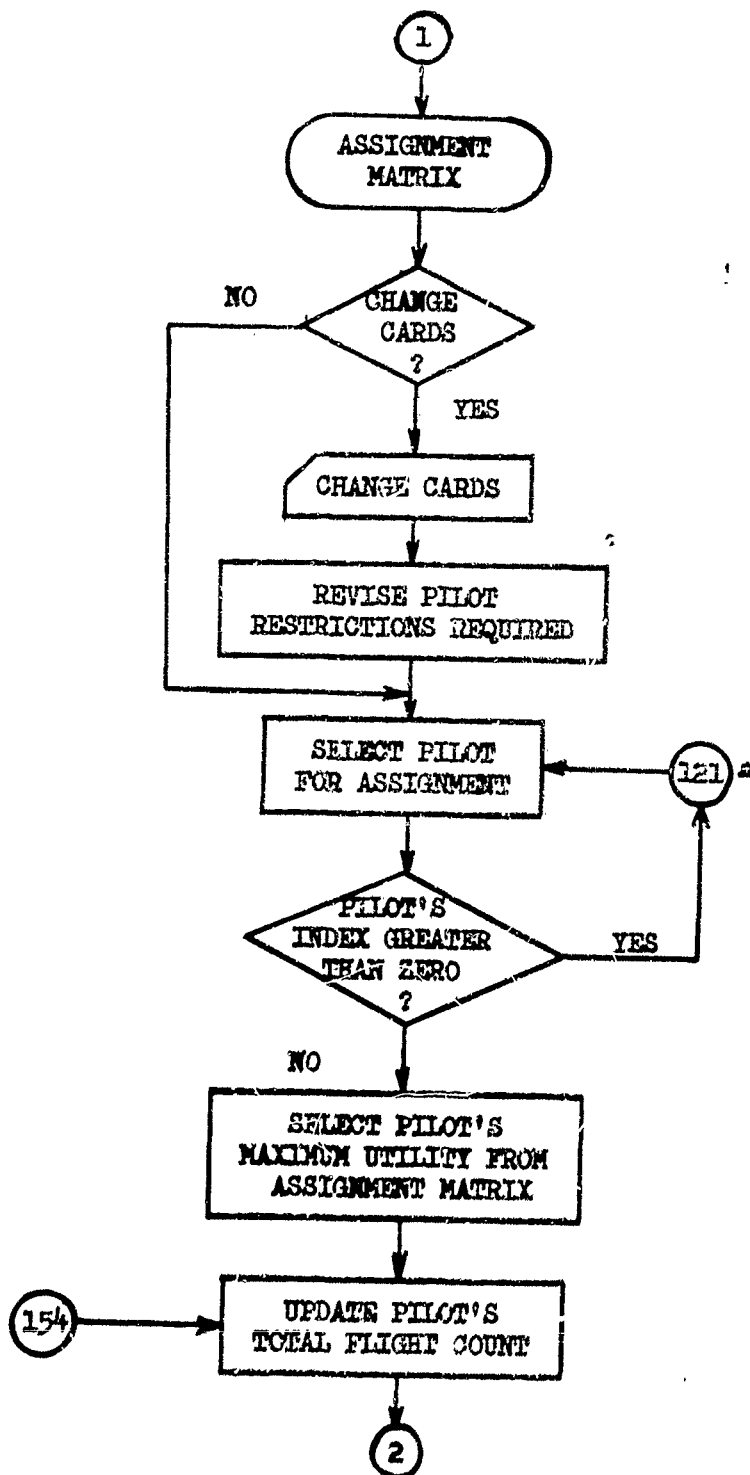 1
ASSIGNMENT
MATRIX
NO
CHANGE
CARDS
?
YES
CHANGE CARDS
REVISE PILOT
RESTRICTIONS REQUIRED
SELECT PILOT
FOR ASSIGNMENT
121
PILOT'S
INDEX GREATER
THAN ZERO
?
YES
NO
SELECT PILOT'S
MAXIMUM UTILITY FROM
ASSIGNMENT MATRIX
154
UPDATE PILOT'S
TOTAL FLIGHT COUNT
2